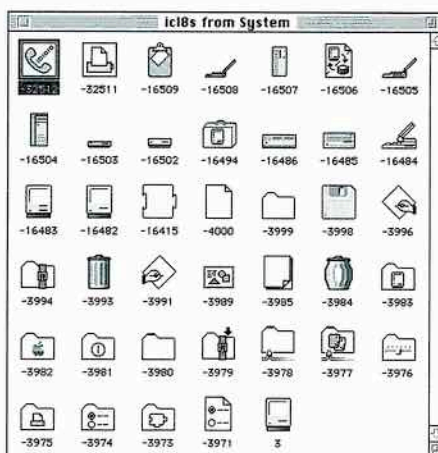 icl8s from System
-32512 -32511 -16509 -16508 -16507 -16506 -16505
-16504 -16503 -16502 -16494 -16486 -16485 -16484
-16483 -16482 -16415 -4000 -3999 -3998 -3996
-3994 -3993 -3991 -3989 -3985 -3984 -3983
-3982 -3981 -3980 -3979 -3978 -3977 -3976
-3975 -3974 -3973 -3971 3